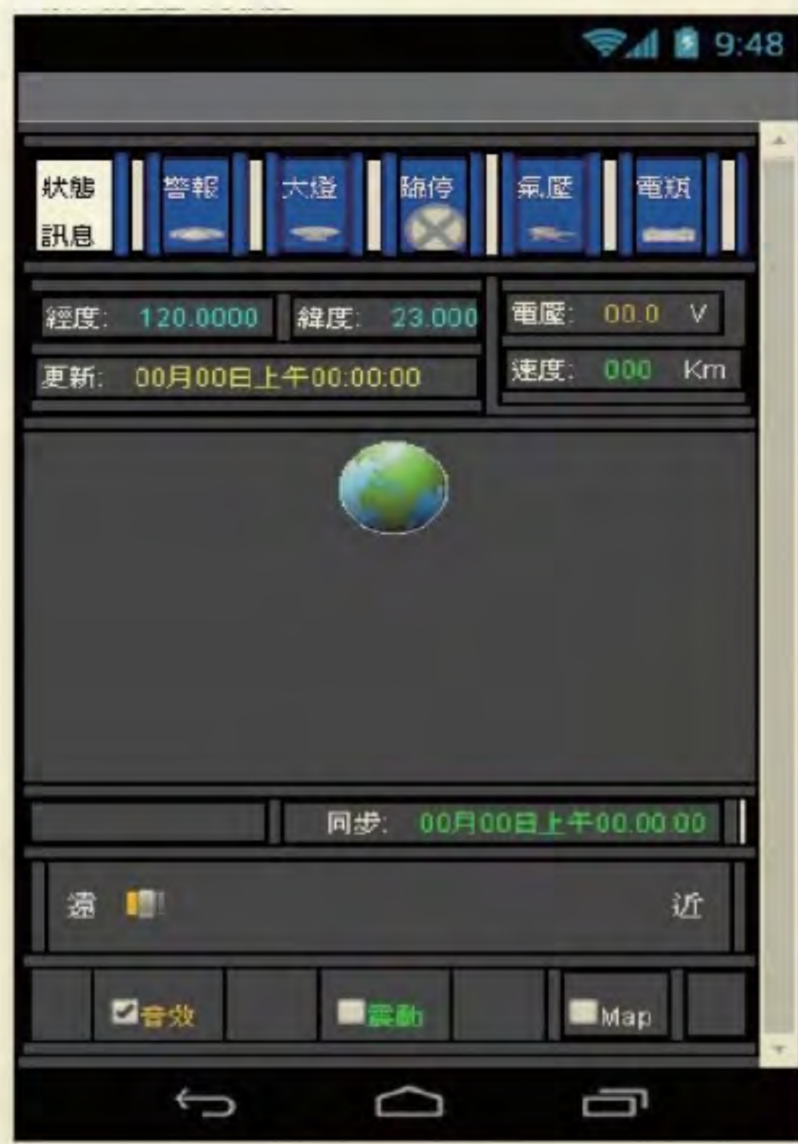 9:48
狀態
訊息
警報
大燈
臨停
氣壓
電瓶
經度: 120.0000 緯度: 23.000
電壓: 00.0 V
更新: 00月00日上午00:00:00
速度: 000 Km
同步: 00月00日上午00:00:00
遠 近
音效 震動 Map